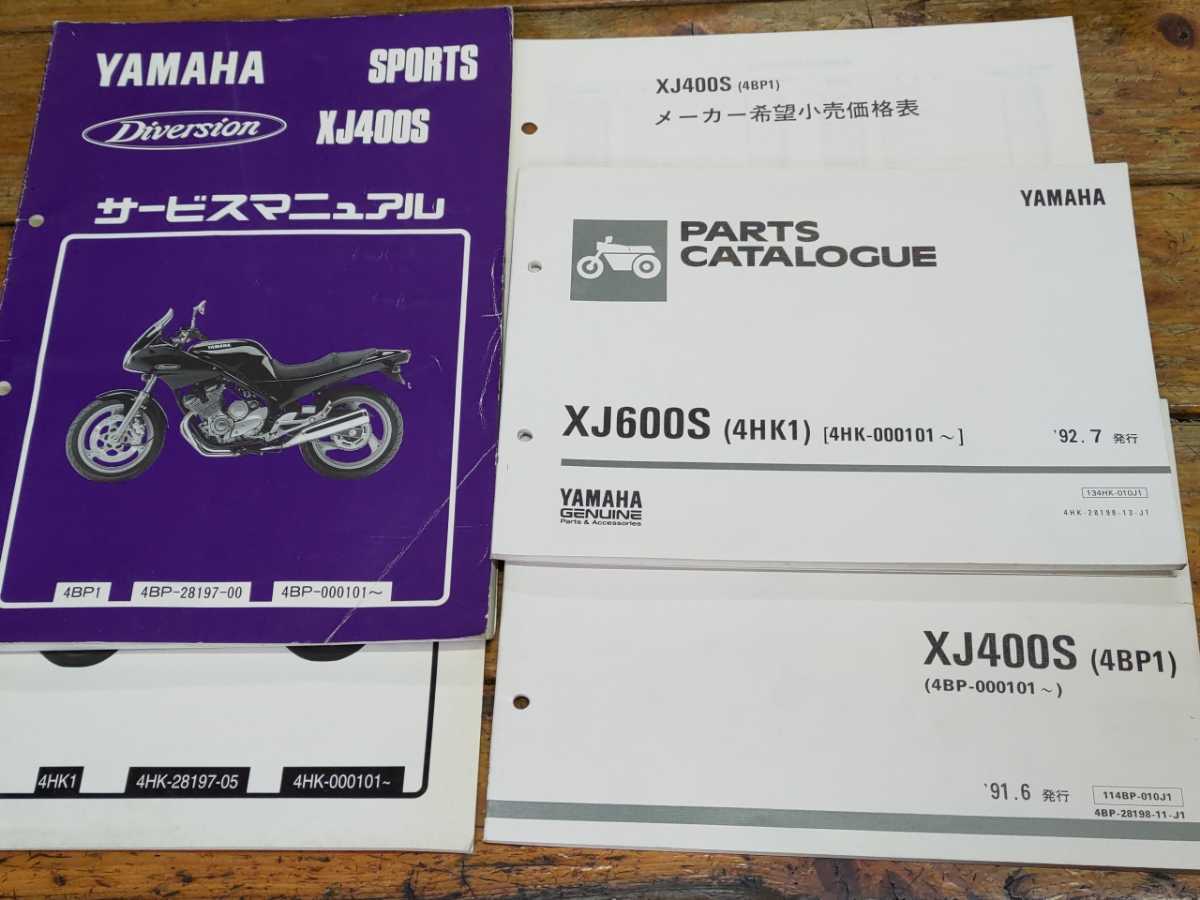 YAMAHA SPORTS
Diversion XJ400S
サービスマニュアル
YAMAHA
4BP1 4BP-28197-00 4BP-000101～
4HK1 4HK-28197-05 4HK-000101～
XJ400S (4BP1)
メーカー希望小売価格表
YAMAHA
PARTS
CATALOGUE
XJ600S (4HK1) [4HK-000101～] '92.7 発行
YAMAHA
GENUINE
Parts & Accessories
134HK-010J1
4HK-28198-13-J1
XJ400S (4BP1)
(4BP-000101～)
'91.6 発行 114BP-010J1
4BP-28198-11-J1